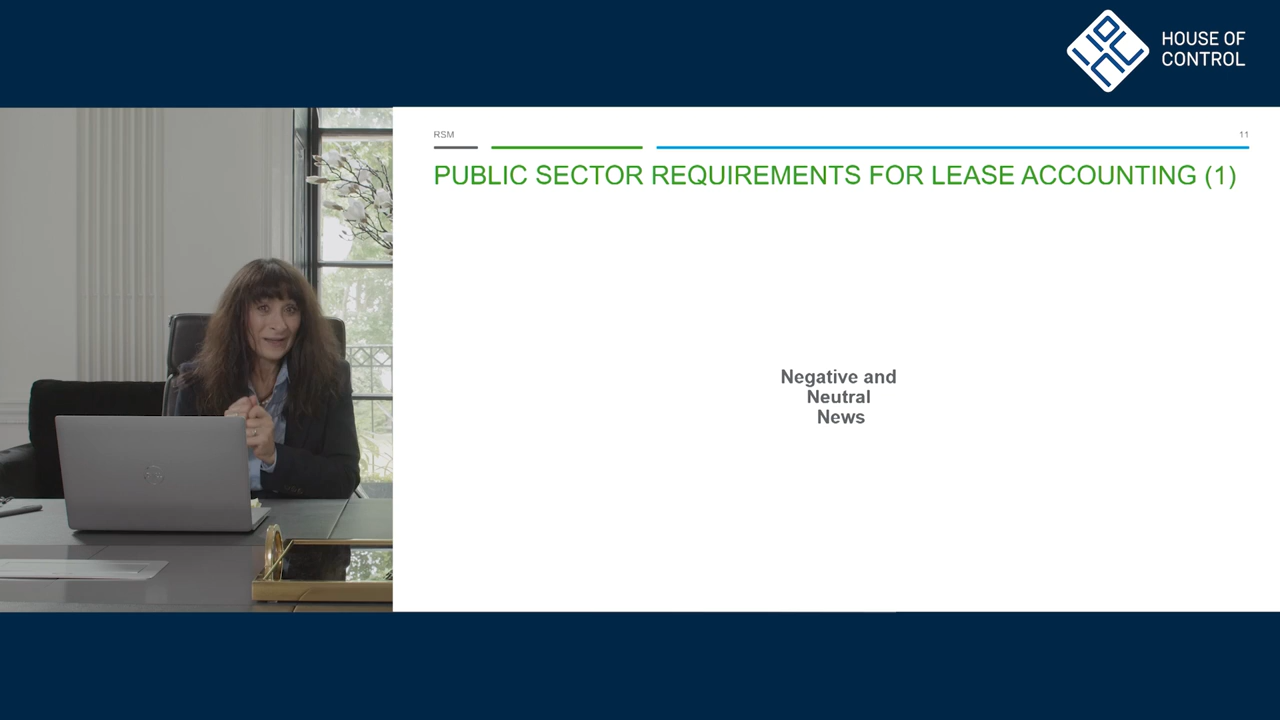 HOUSE OF
CONTROL
RSM
11
PUBLIC SECTOR REQUIREMENTS FOR LEASE ACCOUNTING (1)
Negative and
Neutral
News